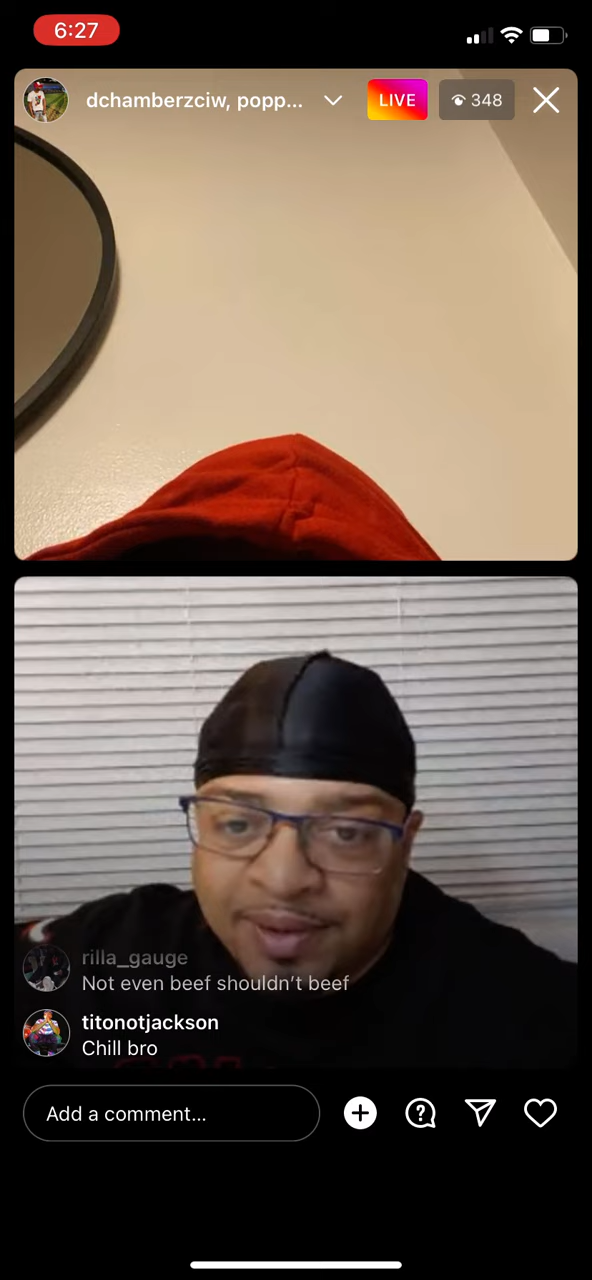 6:27
dchamberzciw, popp...
LIVE
348
rilla_gauge
Not even beef shouldn’t beef
titonotjackson
Chill bro
Add a comment...